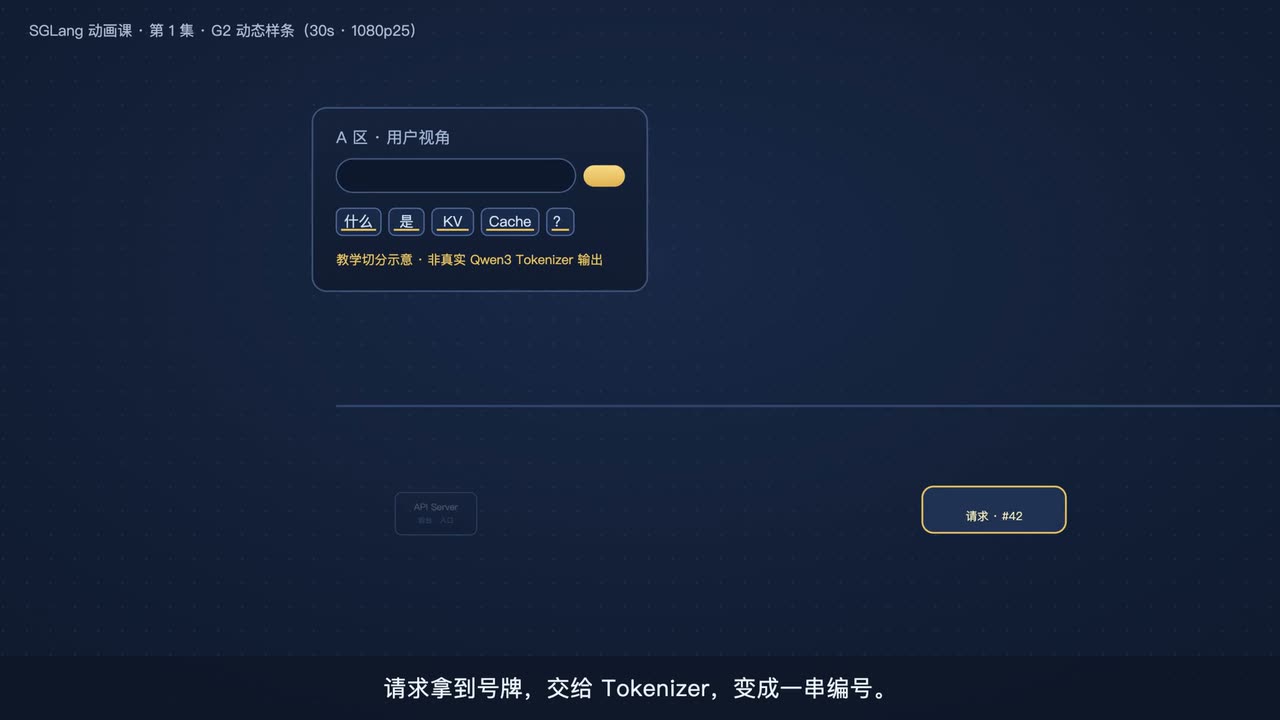 SGLang 动画课 · 第 1 集 · G2 动态样条（30s · 1080p25）
A 区 · 用户视角
什么 是 KV Cache ?
教学切分示意 · 非真实 Qwen3 Tokenizer 输出
API Server
请求 · #42
请求拿到号牌，交给 Tokenizer，变成一串编号。